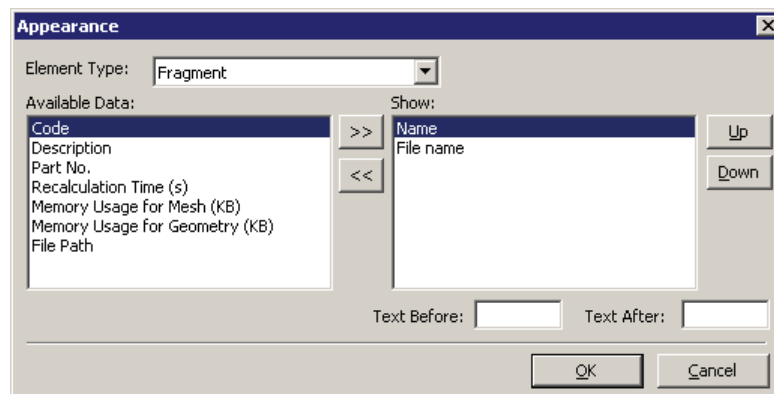 Appearance
Element Type: Fragment
Available Data:
Show:
Code
Description
Part No.
Recalculation Time (s)
Memory Usage for Mesh (KB)
Memory Usage for Geometry (KB)
File Path
>>
<<
Name
File name
Up
Down
Text Before: Text After:
OK Cancel